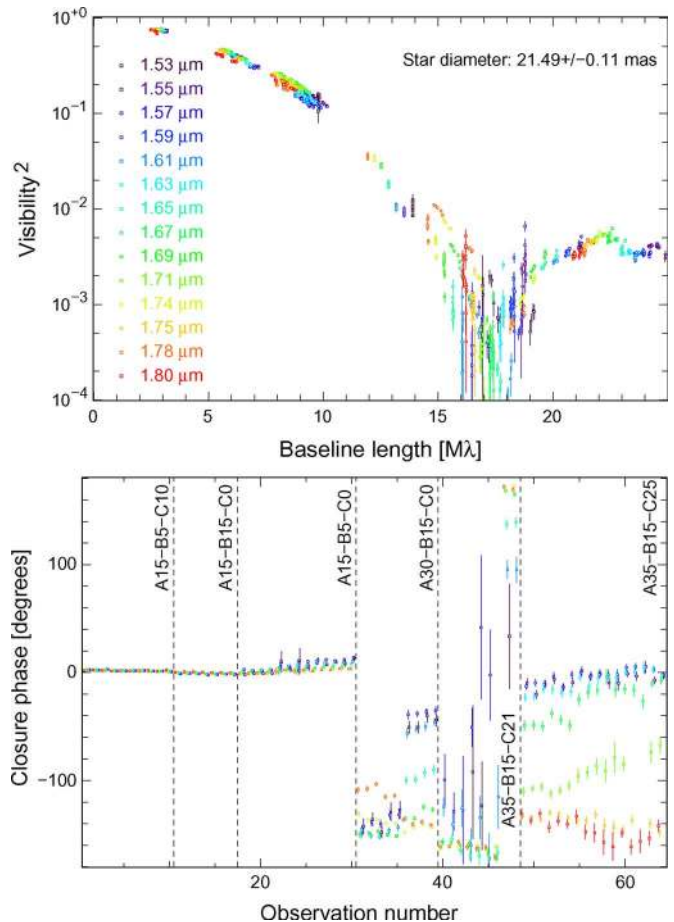 10^+0
10^-1
10^-2
10^-3
10^-4
Visibility^2
Star diameter: 21.49+/-0.11 mas
1.53 μm
1.55 μm
1.57 μm
1.59 μm
1.61 μm
1.63 μm
1.65 μm
1.67 μm
1.69 μm
1.71 μm
1.74 μm
1.75 μm
1.78 μm
1.80 μm
0 5 10 15 20
Baseline length [Mλ]
Closure phase [degrees]
100
0
−100
A15−B5−C10
A15−B15−C0
A15−B5−C0
A30−B15−C0
A35−B15−C21
A35−B15−C25
20 40 60
Observation number